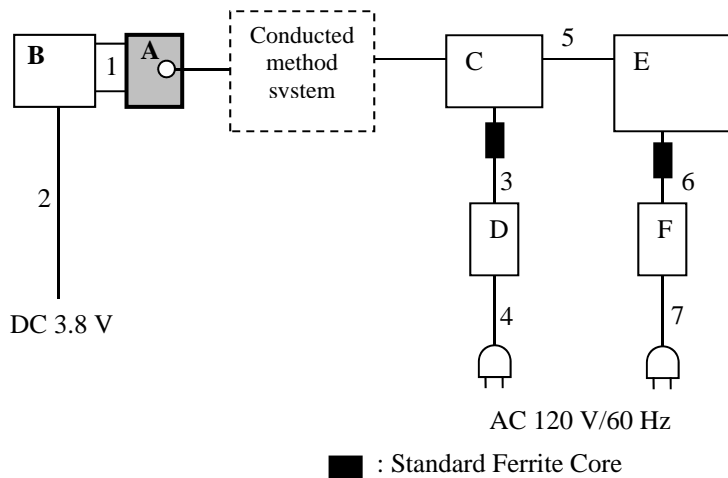 B
1
A
Conducted
method
svstem
C
5
E
2
3
6
D
F
DC 3.8 V
4
7
AC 120 V/60 Hz
: Standard Ferrite Core